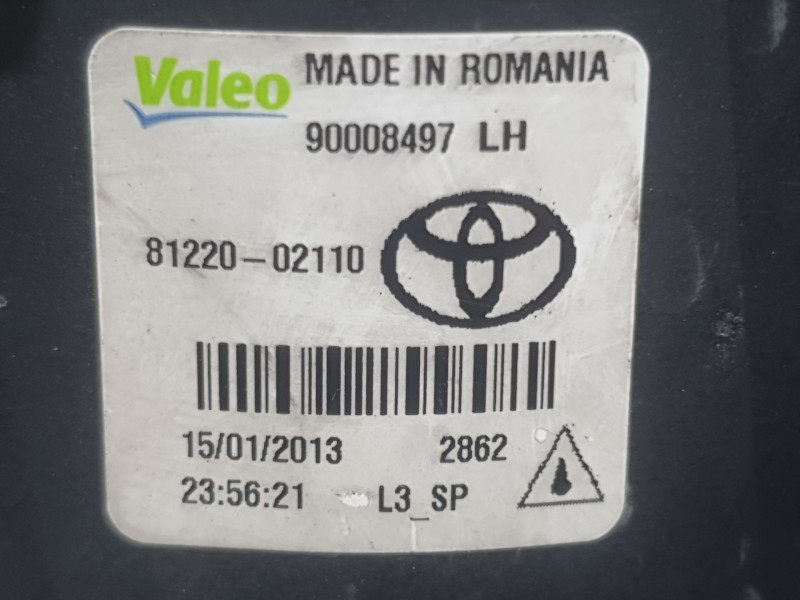 Valeo MADE IN ROMANIA
90008497 LH
81220-02110
15/01/2013 2862
23:56:21 L3_SP